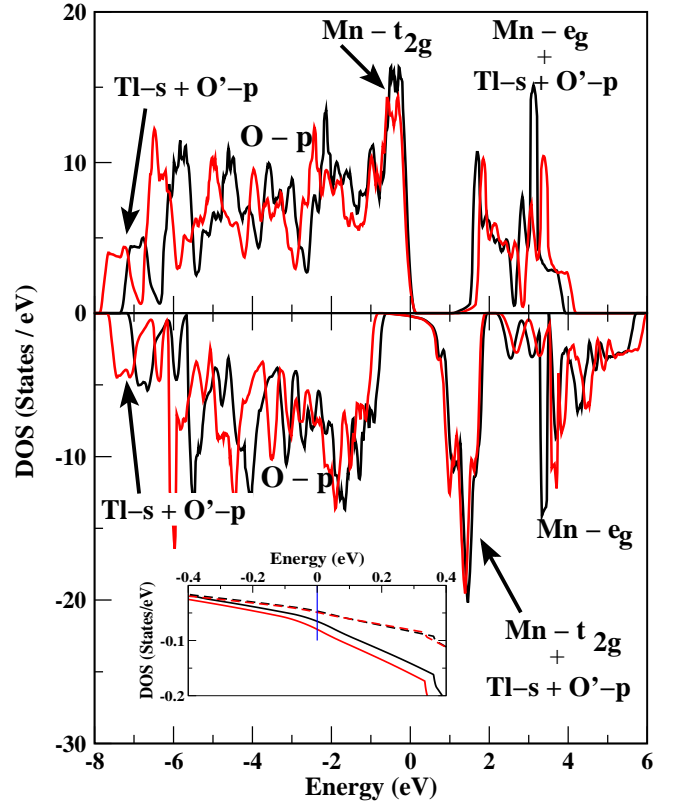 20
10
0
-10
-20
-30
DOS (States / eV)
Mn – t2g
Mn – eg
+
Tl–s + O’–p
Tl–s + O’–p
O – p
Tl–s + O’–p
O – p
Mn – eg
Mn – t 2g
+
Tl–s + O’–p
Energy (eV)
-0.4
-0.2
0
0.2
0.4
0.0
-0.1
-0.2
DOS (States/eV)
-8
-6
-4
-2
0
2
4
6
Energy (eV)